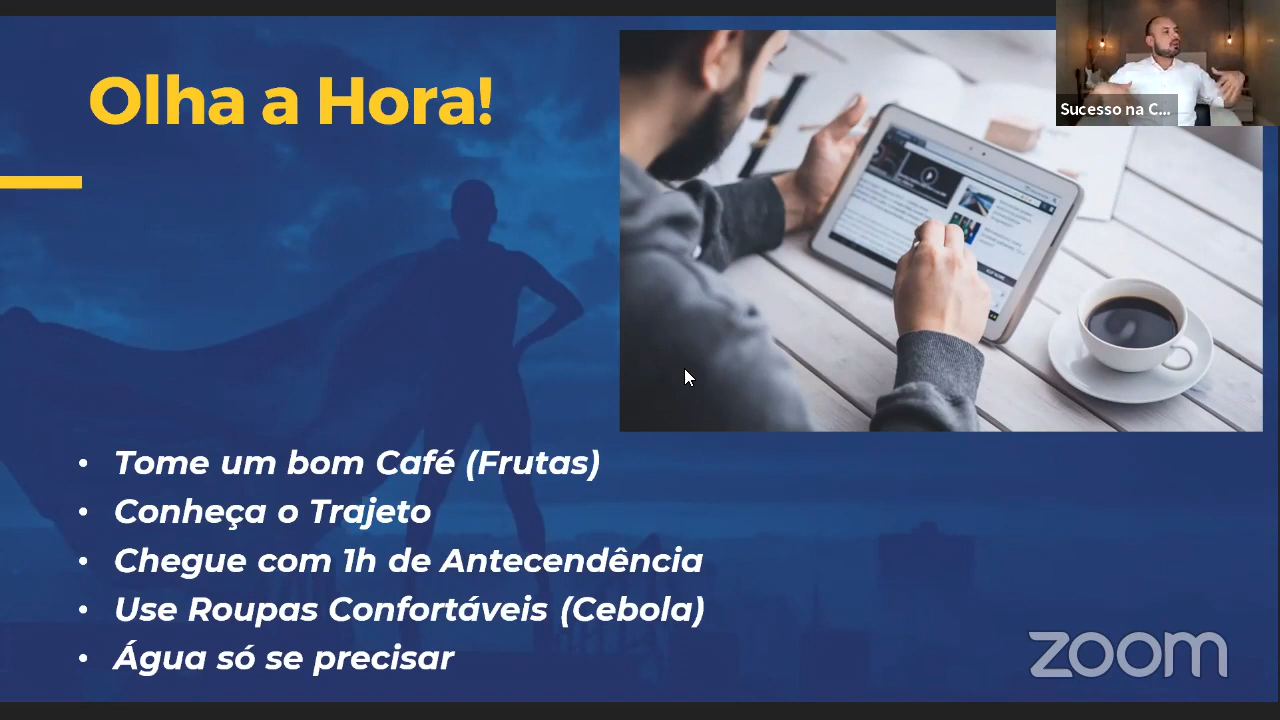 Olha a Hora!
Sucesso na C...
• Tome um bom Café (Frutas)
• Conheça o Trajeto
• Chegue com 1h de Antecendência
• Use Roupas Confortáveis (Cebola)
• Água só se precisar
zoom